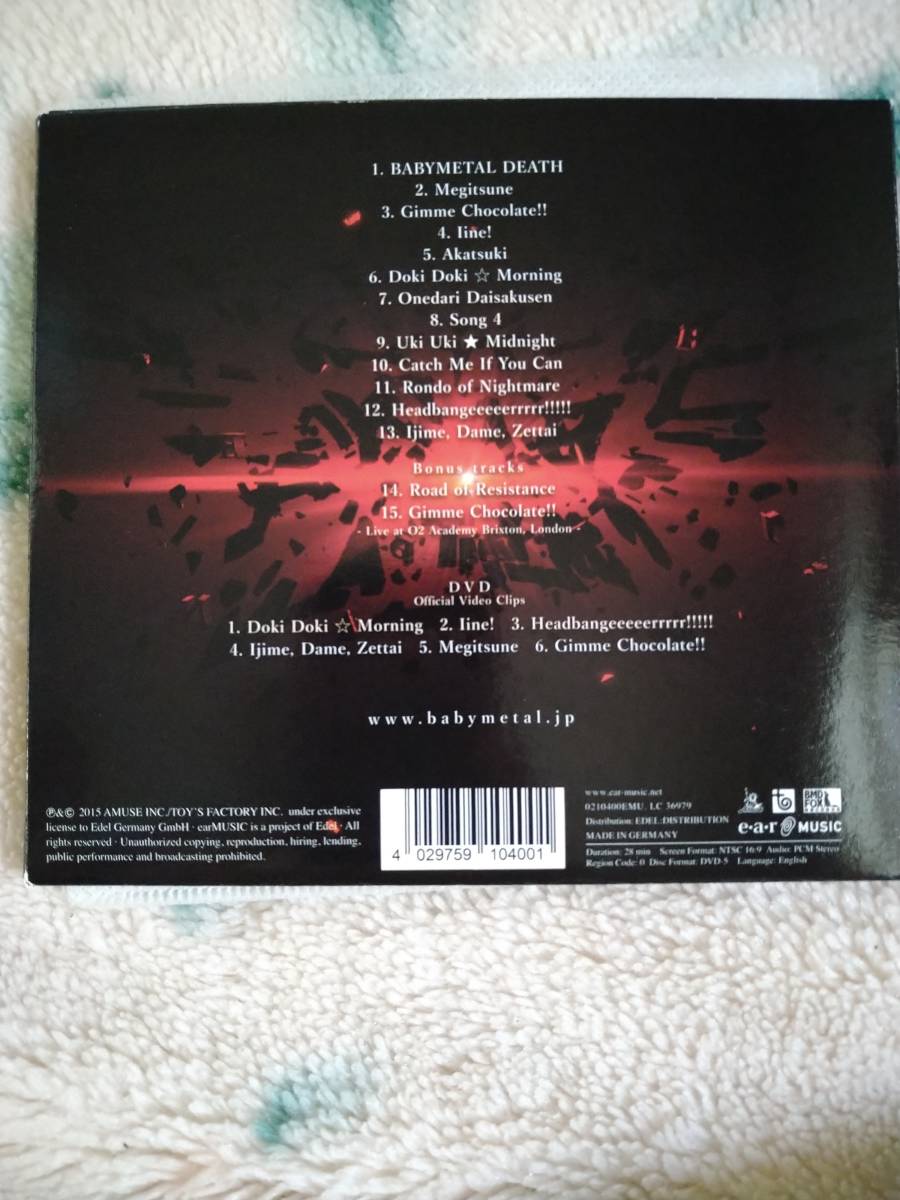 1. BABYMETAL DEATH
2. Megitsune
3. Gimme Chocolate!!
4. Iine!
5. Akatsuki
6. Doki Doki ☆ Morning
7. Onedari Daisakusen
8. Song 4
9. Uki Uki ★ Midnight
10. Catch Me If You Can
11. Rondo of Nightmare
12. Headbangeeeeerrrrr!!!!!
13. Ijime, Dame, Zettai
Bonus tracks
14. Road of Resistance
15. Gimme Chocolate!!
- Live at O2 Academy Brixton, London -
DVD
Official Video Clips
1. Doki Doki ☆ Morning 2. Iine! 3. Headbangeeeeerrrrr!!!!!
4. Ijime, Dame, Zettai 5. Megitsune 6. Gimme Chocolate!!
www.babymetal.jp
℗&© 2015 AMUSE INC./TOY'S FACTORY INC. under exclusive
license to Edel Germany GmbH · earMUSIC is a project of Edel · All
rights reserved · Unauthorized copying, reproduction, hiring, lending,
public performance and broadcasting prohibited.
4 029759 104001
www.ear-music.net
0210400EMU, LC 36979
Distribution: EDEL:DISTRIBUTION
MADE IN GERMANY
Duration: 28 min Screen Format: NTSC 16:9 Audio: PCM Stereo
Region Code: 0 Disc Format: DVD-5 Language: English
BMD
FOX
RECORDS
e·a·r MUSIC